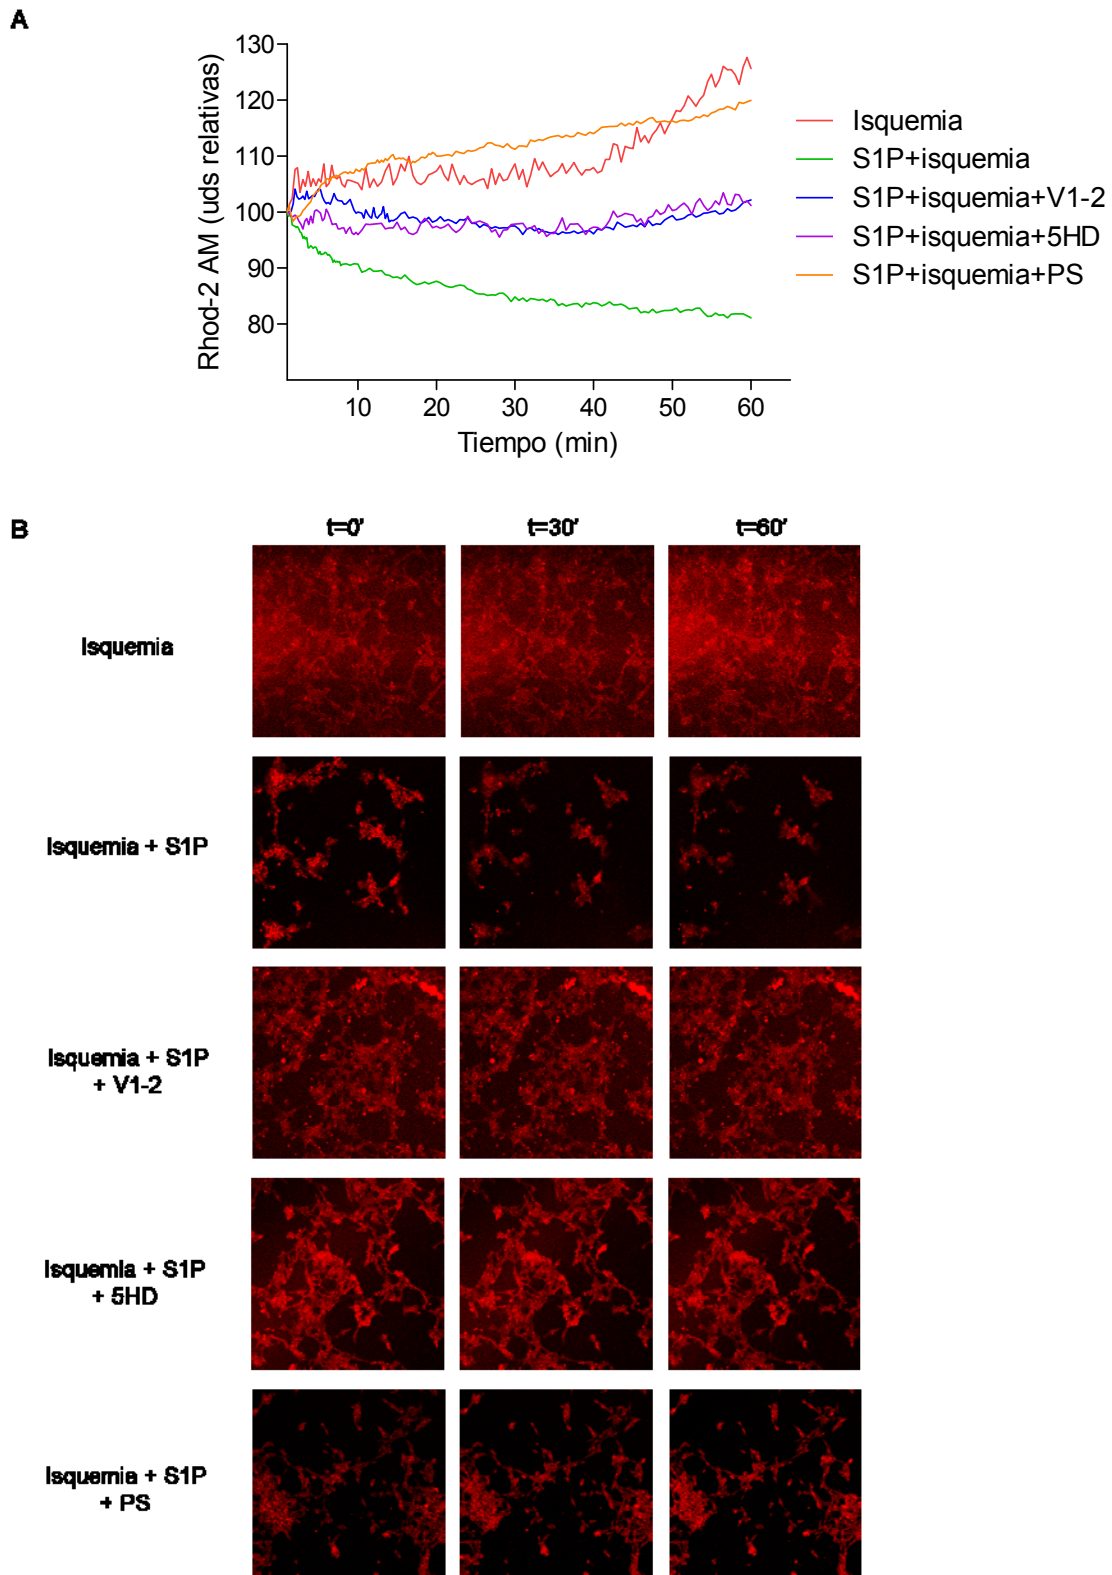 A
130
120
110
100
90
80
Rhod-2 AM (uds relativas)
10 20 30 40 50 60
Tiempo (min)
Isquemia
S1P+isquemia
S1P+isquemia+V1-2
S1P+isquemia+5HD
S1P+isquemia+PS
B
t=0' t=30' t=60'
Isquemia
Isquemia + S1P
Isquemia + S1P
+ V1-2
Isquemia + S1P
+ 5HD
Isquemia + S1P
+ PS